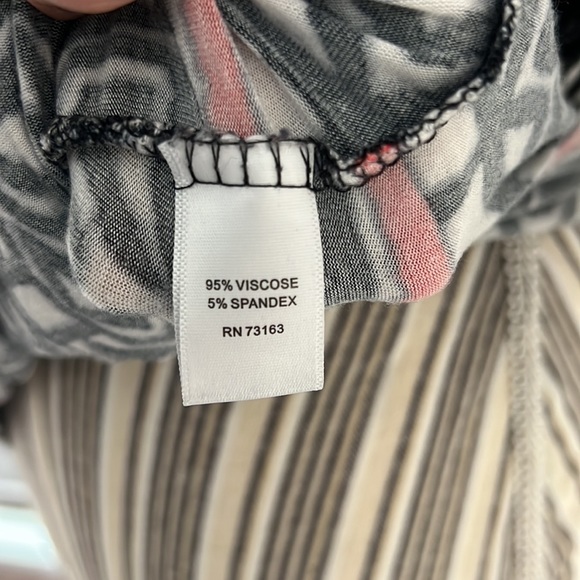 95% VISCOSE
5% SPANDEX
RN 73163